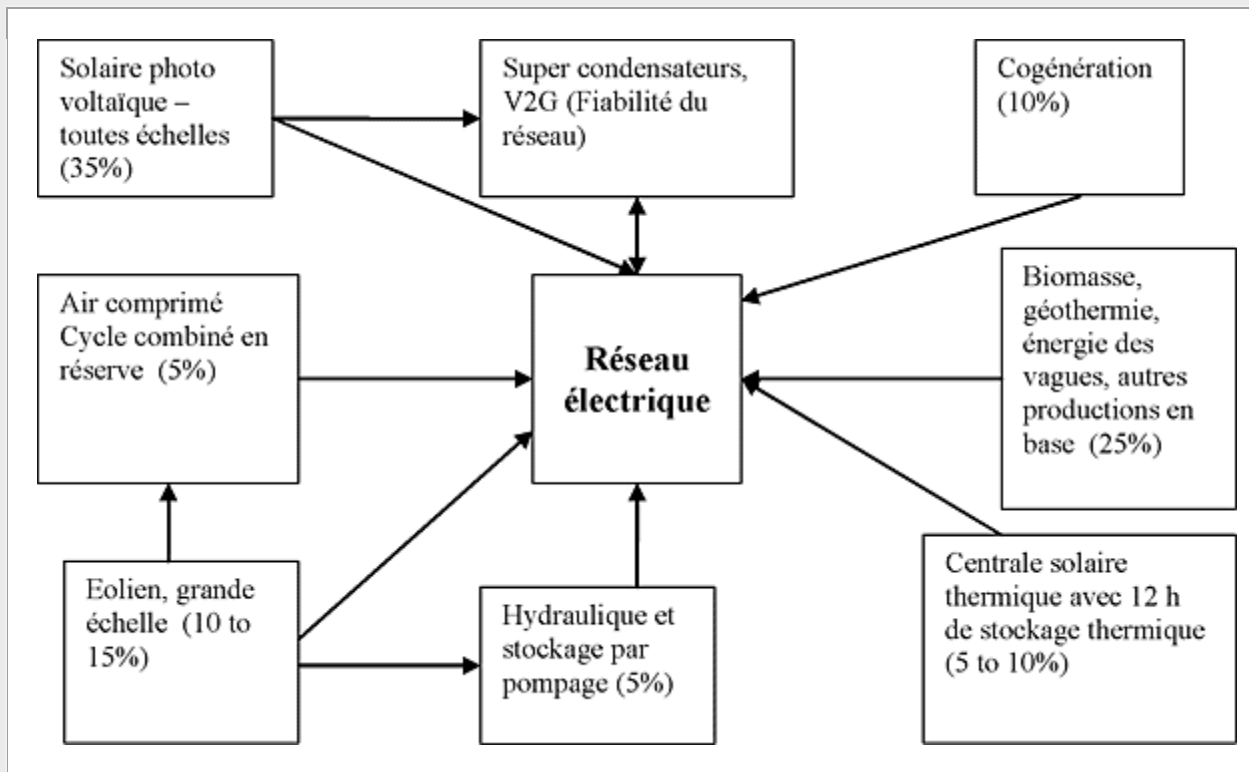 Solaire photo
voltaïque –
toutes échelles
(35%)
Super condensateurs,
V2G (Fiabilité du
réseau)
Cogénération
(10%)
Air comprimé
Cycle combiné en
réserve (5%)
Réseau
électrique
Biomasse,
géothermie,
énergie des
vagues, autres
productions en
base (25%)
Eolien, grande
échelle (10 to
15%)
Hydraulique et
stockage par
pompage (5%)
Centrale solaire
thermique avec 12 h
de stockage thermique
(5 to 10%)